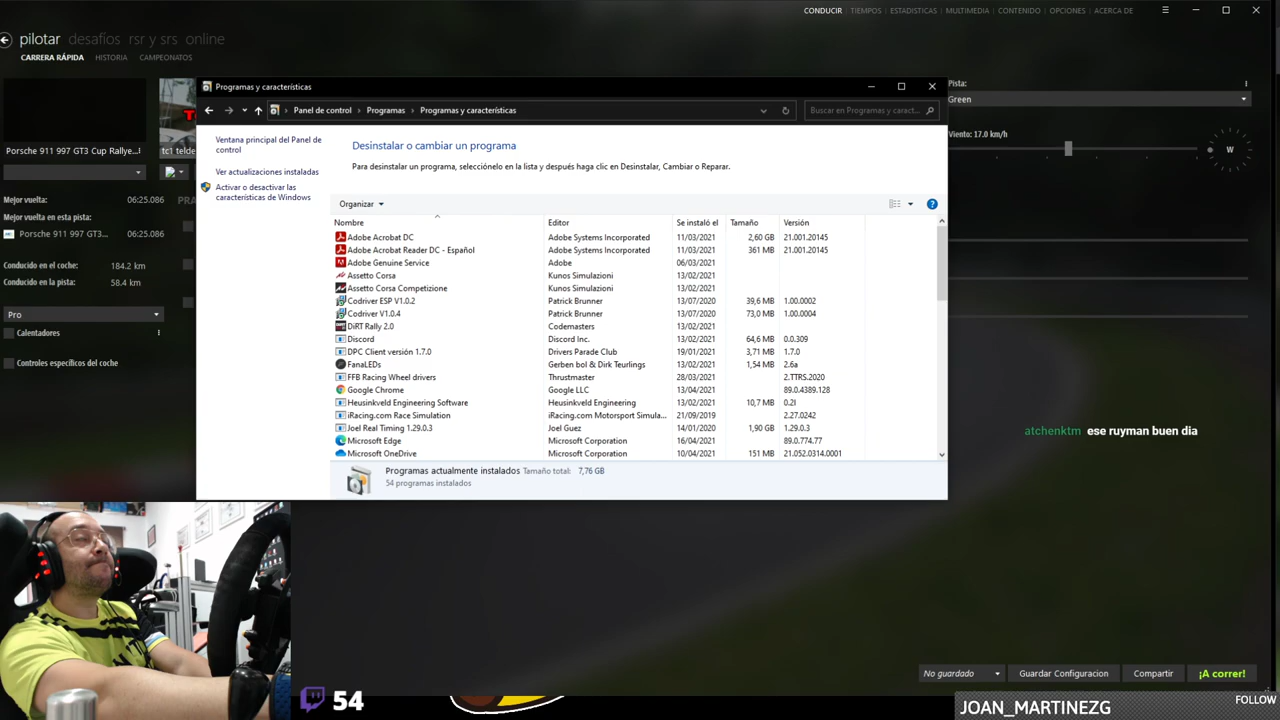 CONDUCIR TIEMPOS ESTADISTICAS MULTIMEDIA CONTENIDO OPCIONES ACERCA DE
pilotar desafíos rsr y srs online
CARRERA RÁPIDA HISTORIA CAMPEONATOS
Porsche 911 997 GT3 Cup Rallye...
tc1 telde
Mejor vuelta: 06:25.086
Mejor vuelta en esta pista:
Porsche 911 997 GT3... 06:25.086
Conducido en el coche: 184.2 km
Conducido en la pista: 58.4 km
Pro
Calentadores
Controles específicos del coche
PRA
Programas y características
Panel de control Programas Programas y características
Buscar en Programas y caract...
Ventana principal del Panel de
control
Ver actualizaciones instaladas
Activar o desactivar las
características de Windows
Desinstalar o cambiar un programa
Para desinstalar un programa, selecciónelo en la lista y después haga clic en Desinstalar, Cambiar o Reparar.
Organizar
Nombre Editor Se instaló el Tamaño Versión
Adobe Acrobat DC Adobe Systems Incorporated 11/03/2021 2,60 GB 21.001.20145
Adobe Acrobat Reader DC - Español Adobe Systems Incorporated 11/03/2021 361 MB 21.001.20145
Adobe Genuine Service Adobe 06/03/2021
Assetto Corsa Kunos Simulazioni 13/02/2021
Assetto Corsa Competizione Kunos Simulazioni 13/02/2021
Codriver ESP V1.0.2 Patrick Brunner 13/07/2020 39,6 MB 1.00.0002
Codriver V1.0.4 Patrick Brunner 13/07/2020 73,0 MB 1.00.0004
DiRT Rally 2.0 Codemasters 13/02/2021
Discord Discord Inc. 13/02/2021 64,6 MB 0.0.309
DPC Client versión 1.7.0 Drivers Parade Club 19/01/2021 3,71 MB 1.7.0
FanaLEDs Gerben bol & Dirk Teurlings 13/02/2021 1,54 MB 2.6a
FFB Racing Wheel drivers Thrustmaster 28/03/2021 2.TTRS.2020
Google Chrome Google LLC 13/04/2021 89.0.4389.128
Heusinkveld Engineering Software Heusinkveld Engineering 13/02/2021 10,7 MB 0.2l
iRacing.com Race Simulation iRacing.com Motorsport Simula... 21/09/2019 2.27.0242
Joel Real Timing 1.29.0.3 Joel Guez 14/01/2020 1,90 GB 1.29.0.3
Microsoft Edge Microsoft Corporation 16/04/2021 89.0.774.77
Microsoft OneDrive Microsoft Corporation 10/04/2021 151 MB 21.052.0314.0001
Programas actualmente instalados Tamaño total: 7,76 GB
54 programas instalados
Pista:
Green
Viento: 17.0 km/h
W
atchenktm ese ruyman buen dia
No guardado Guardar Configuracion Compartir ¡A correr!
54
JOAN_MARTINEZG
FOLLOW